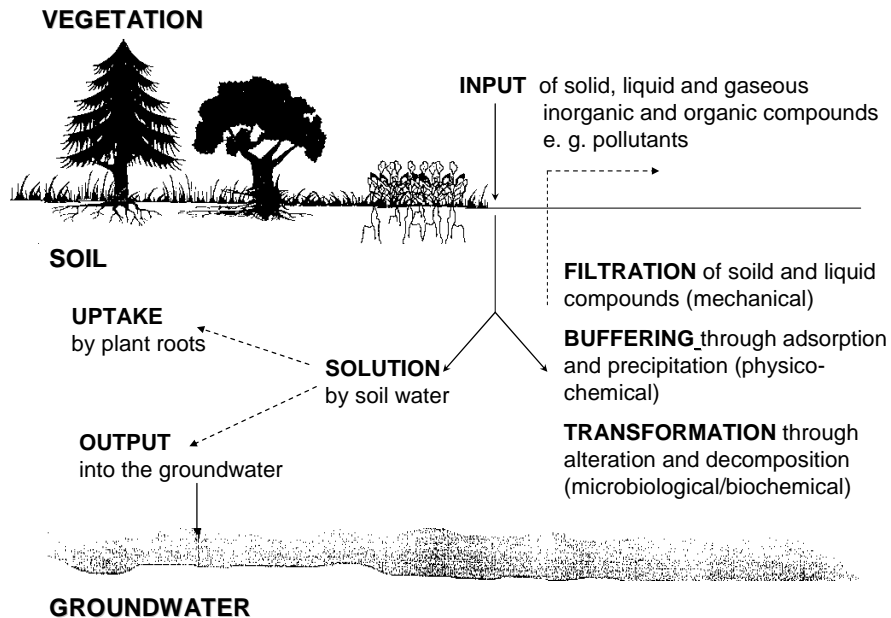 VEGETATION
INPUT of solid, liquid and gaseous
inorganic and organic compounds
e. g. pollutants
SOIL
FILTRATION of soild and liquid
compounds (mechanical)
UPTAKE
by plant roots
BUFFERING through adsorption
and precipitation (physico-
chemical)
SOLUTION
by soil water
TRANSFORMATION through
alteration and decomposition
(microbiological/biochemical)
OUTPUT
into the groundwater
GROUNDWATER